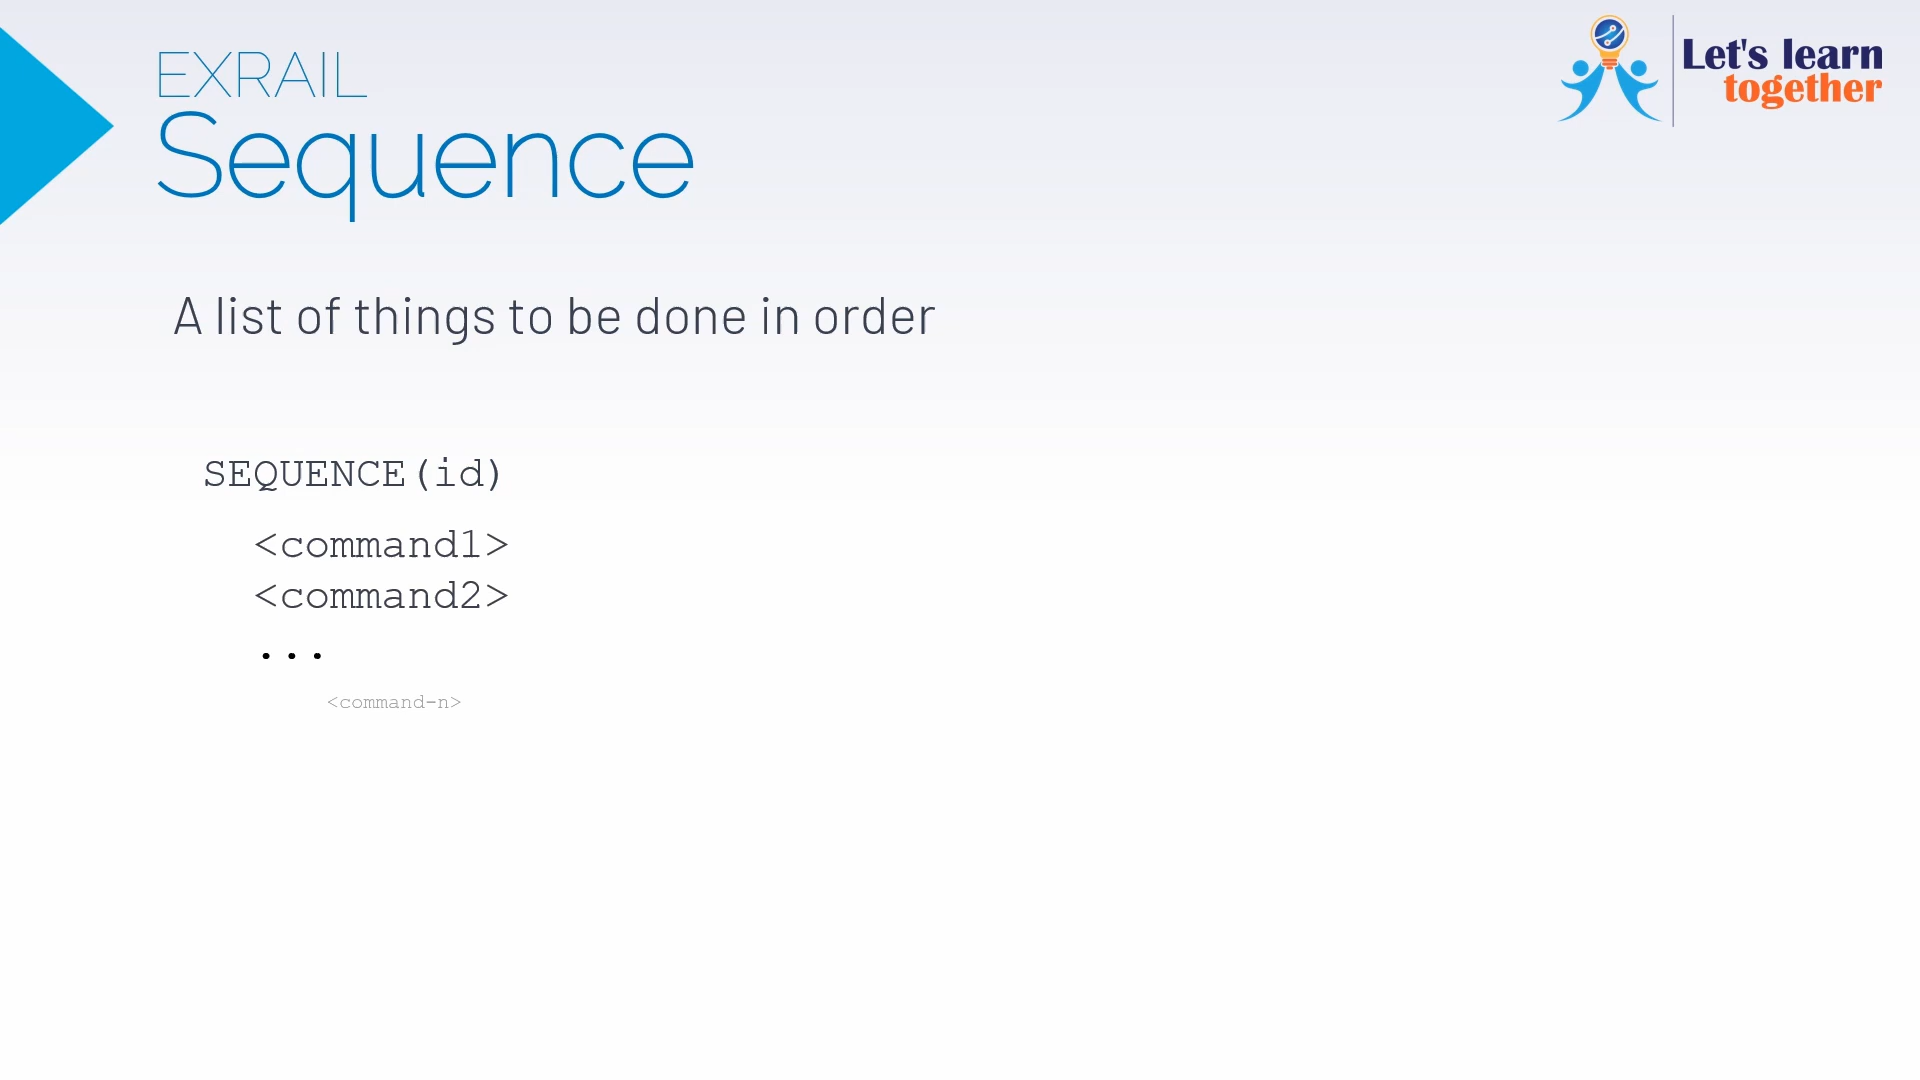 EXRAIL
Sequence
Let's learn
together
A list of things to be done in order
SEQUENCE(id)
<command1>
<command2>
...
<command-n>